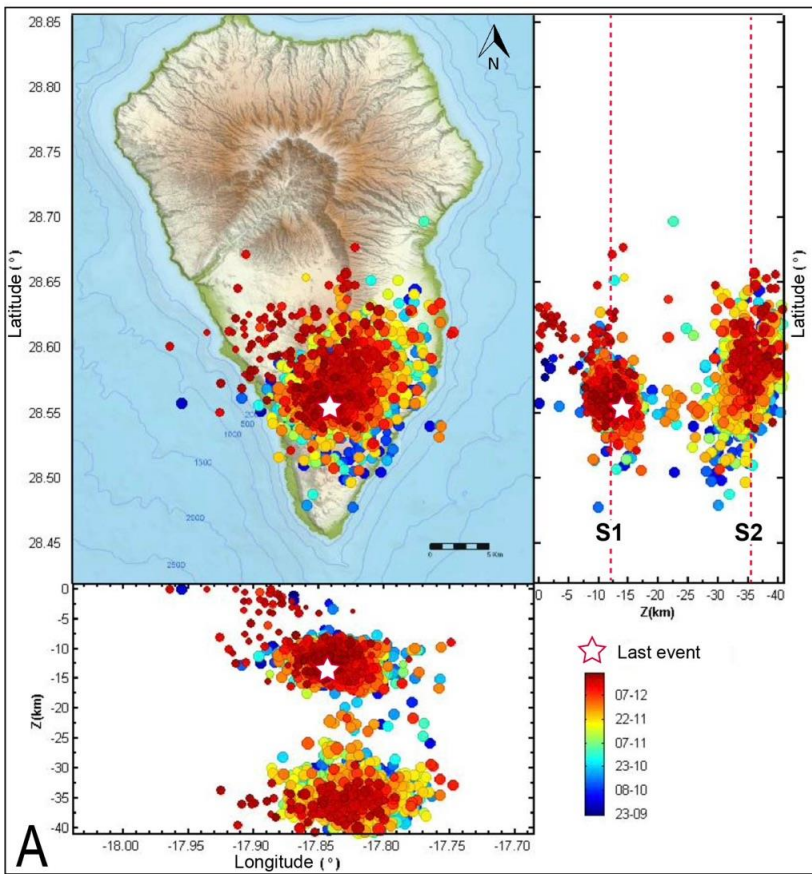 28.85
28.80
28.75
28.70
28.65
28.60
28.55
28.50
28.45
Latitude (°)
N
200
500
1000
1500
2000
2500
0 5 Km
S1 S2
0 -5 -10 -15 -20 -25 -30 -35 -40
Z(km)
Latitude (°)
0
-5
-10
-15
-20
-25
-30
-35
-40
Z(km)
-18.00 -17.95 -17.90 -17.85 -17.80 -17.75 -17.70
Longitude (°)
Last event
07-12
22-11
07-11
23-10
08-10
23-09
A